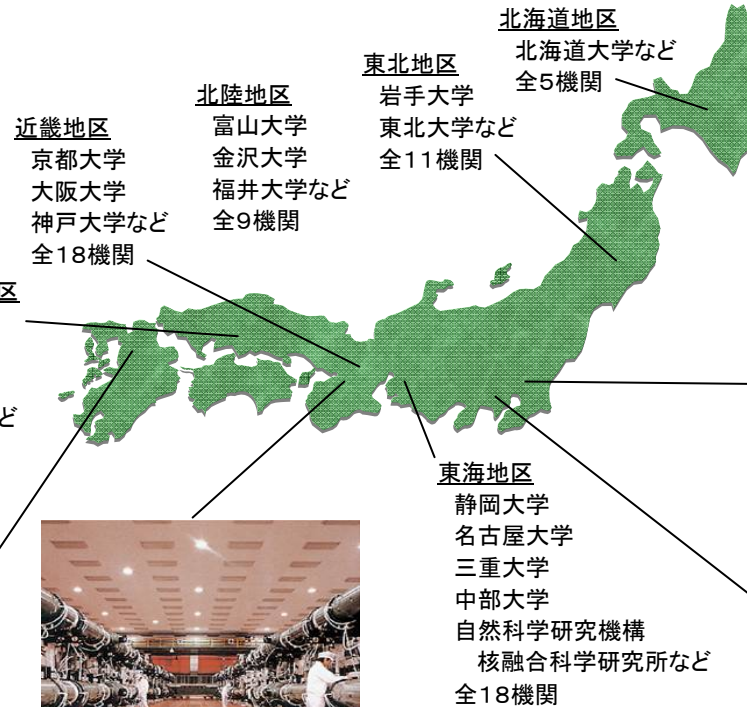 北海道地区
北海道大学など
全5機関
東北地区
岩手大学
東北大学など
全11機関
北陸地区
富山大学
金沢大学
福井大学など
全9機関
近畿地区
京都大学
大阪大学
神戸大学など
全18機関
区
ど
東海地区
静岡大学
名古屋大学
三重大学
中部大学
自然科学研究機構
核融合科学研究所など
全18機関